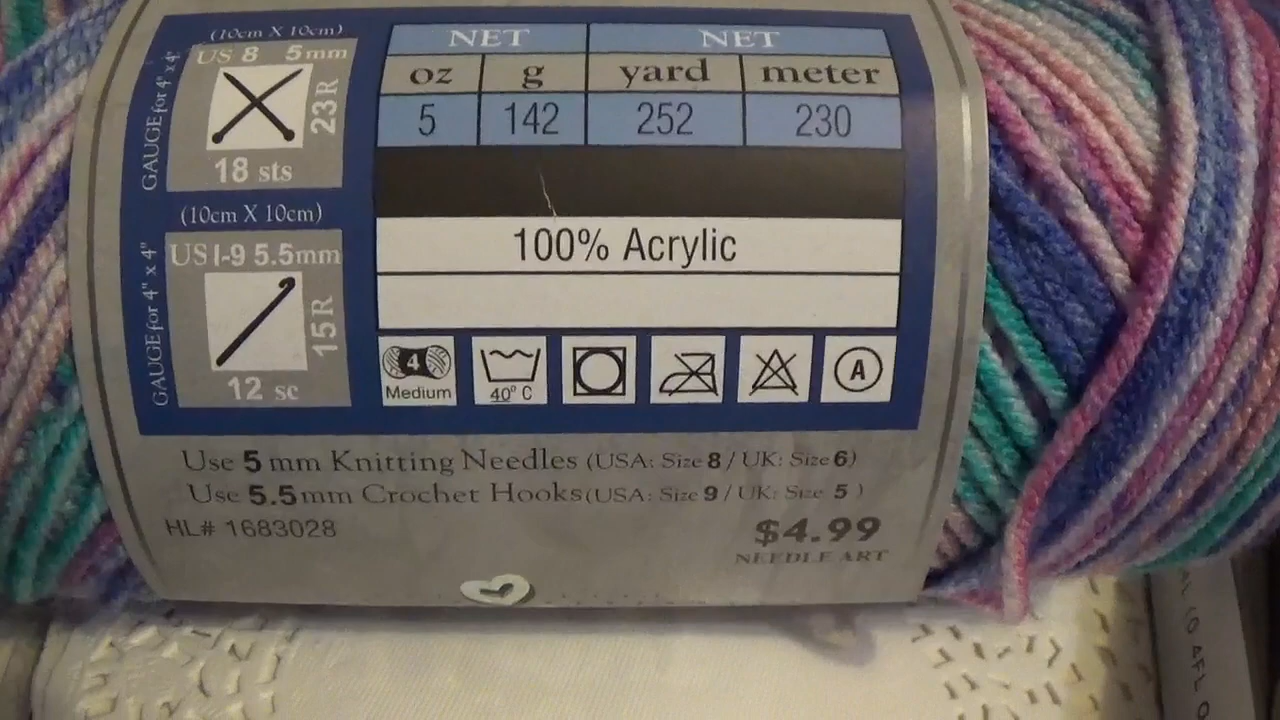 (10cm X 10cm)
GAUGE for 4" x 4"
US 8 5mm
23R
18 sts
(10cm X 10cm)
GAUGE for 4" x 4"
US I-9 5.5mm
15R
12 sc
NET NET
oz g yard meter
5 142 252 230
100% Acrylic
4
Medium
40° C
A
Use 5 mm Knitting Needles (USA: Size 8 / UK: Size 6)
Use 5.5mm Crochet Hooks (USA: Size 9 / UK: Size 5 )
HL# 1683028
$4.99
NEEDLE ART
(0.4FL O